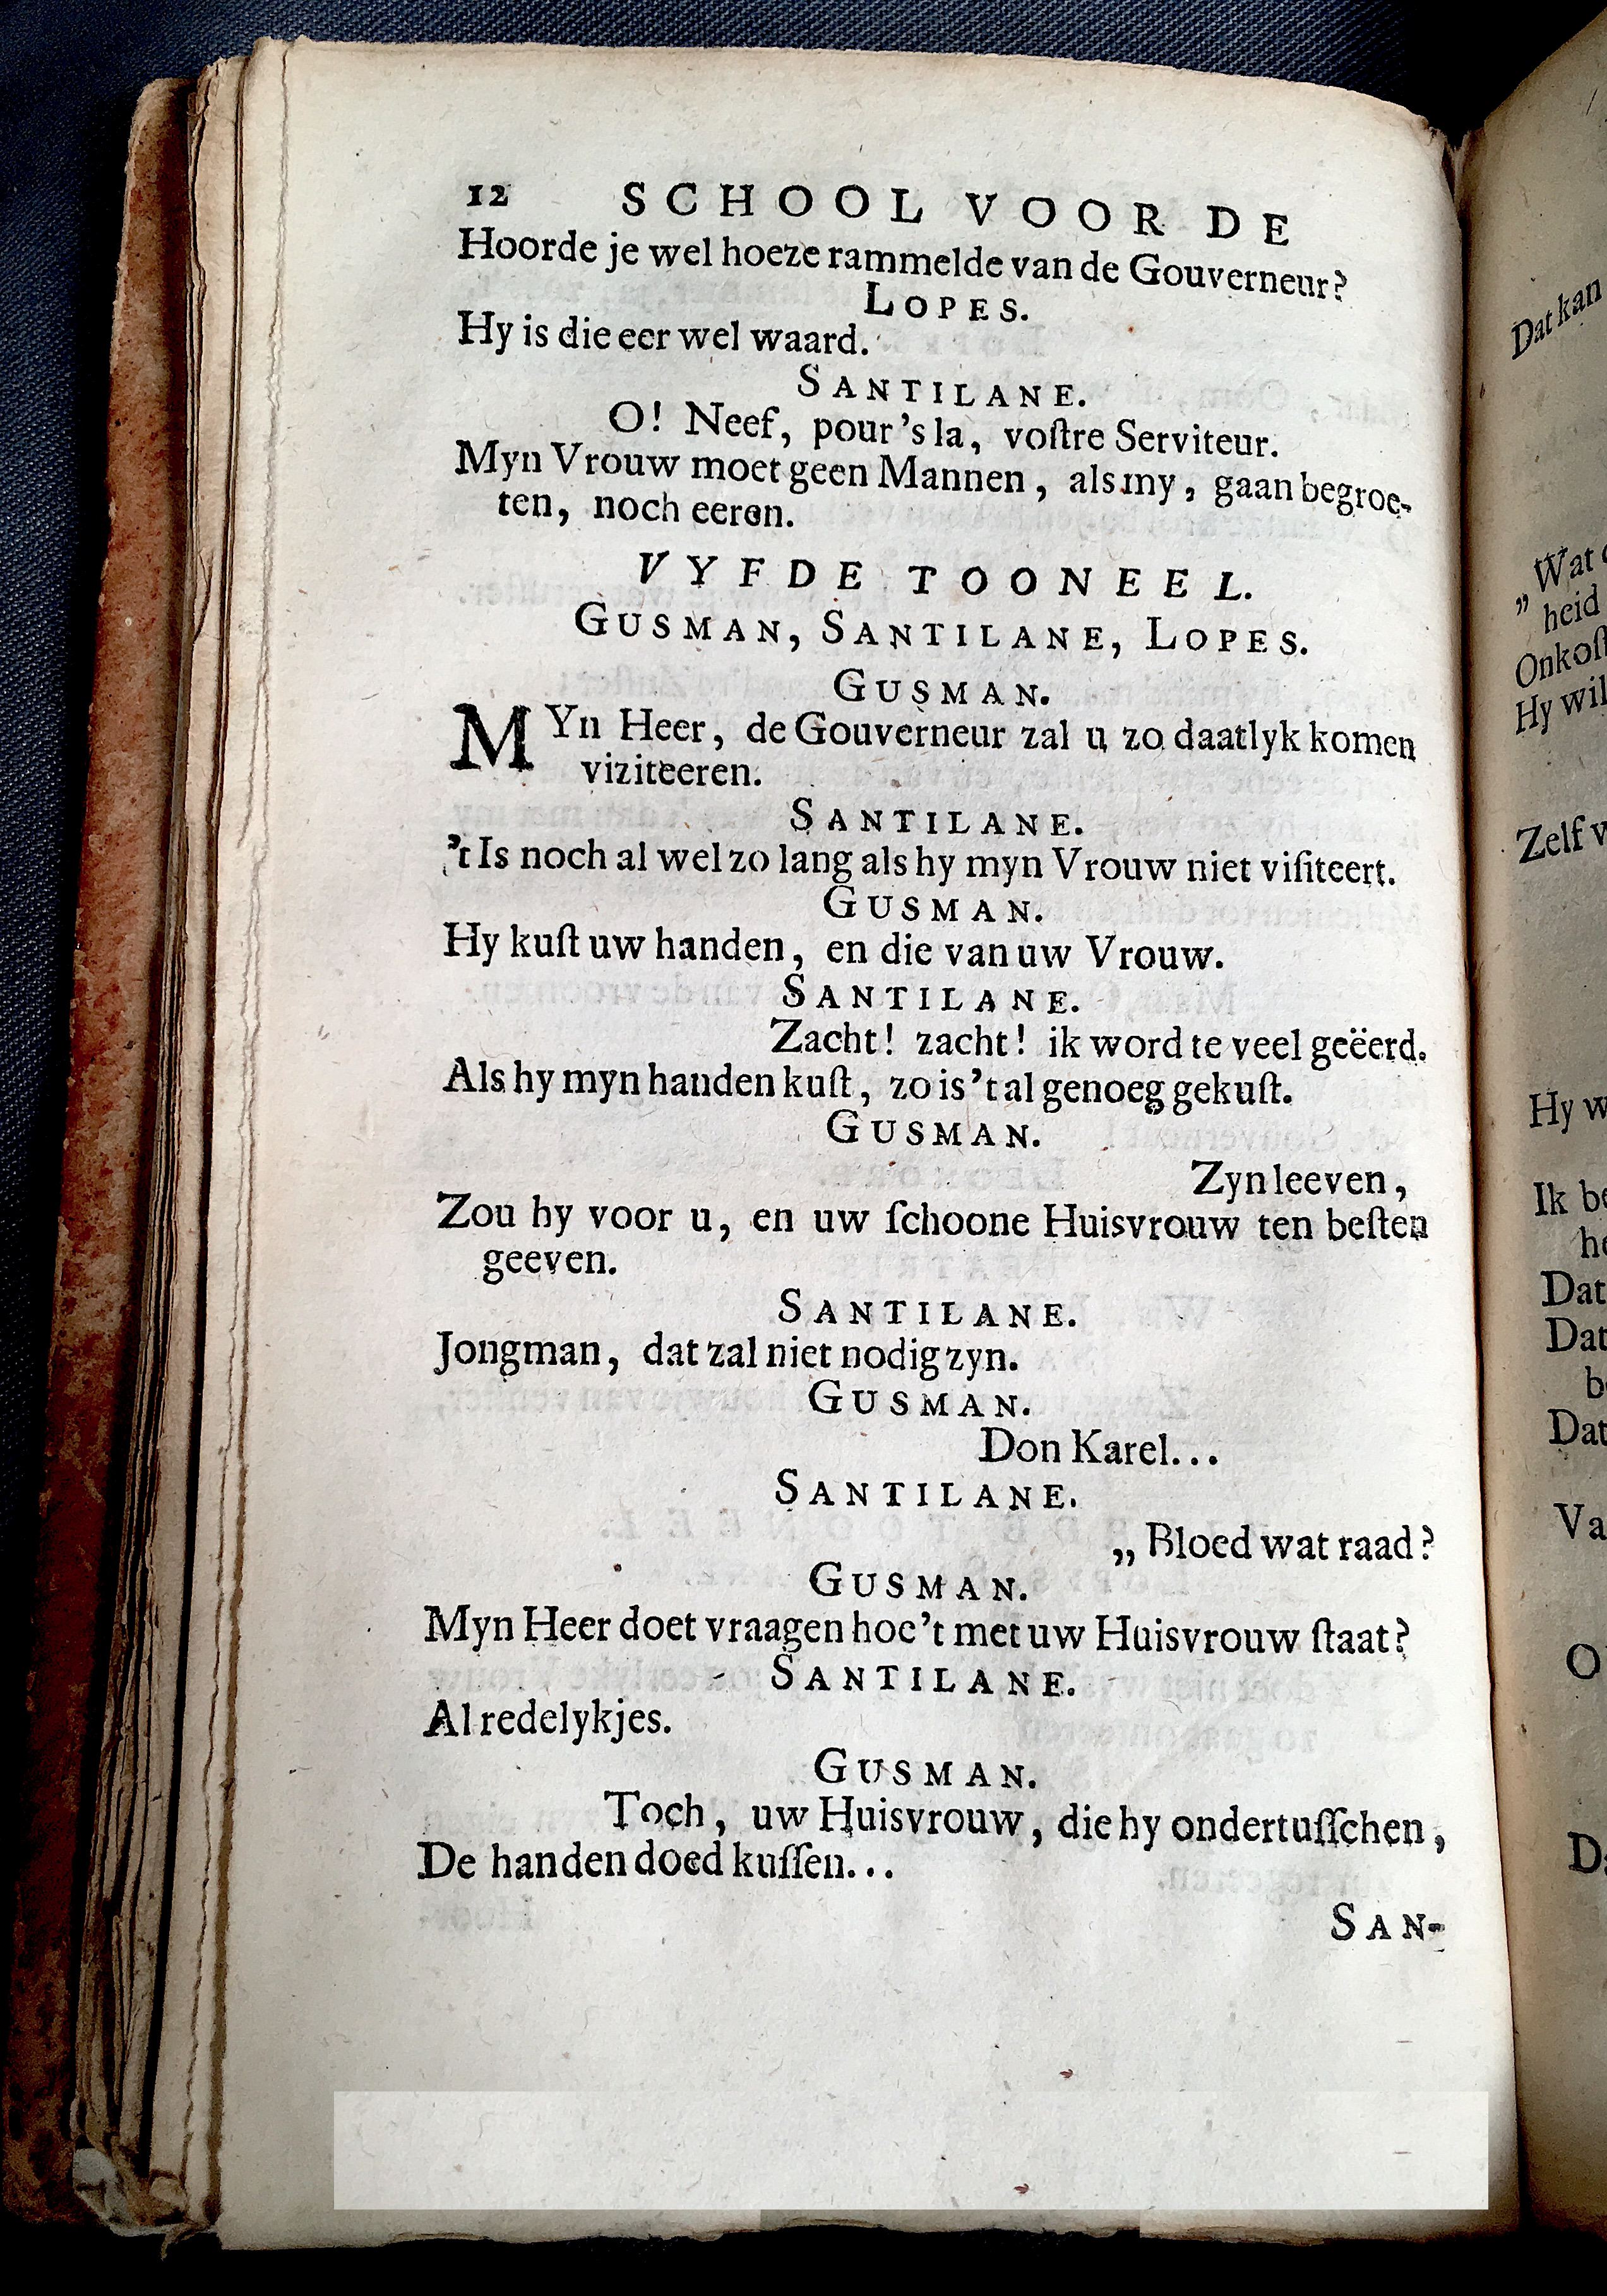 12 SCHOOL VOOR DE
Hoorde je wel hoeze rammelde van de Gouverneur?
LOPES.
Hy is die eer wel waard.
SANTILANE.
O! Neef, pour 's la, voſtre Serviteur.
Myn Vrouw moet geen Mannen, als my, gaan begroe-
ten, noch eeren.
VYFDE TOONEEL.
GUSMAN, SANTILANE, LOPES.
GUSMAN.
MYn Heer, de Gouverneur zal u zo daatlyk komen
viziteeren.
SANTILANE.
't Is noch al wel zo lang als hy myn Vrouw niet viſiteert.
GUSMAN.
Hy kuſt uw handen, en die van uw Vrouw.
SANTILANE.
Zacht! zacht! ik word te veel geëerd.
Als hy myn handen kuſt, zo is 't al genoeg gekuſt.
GUSMAN.
Zyn leeven,
Zou hy voor u, en uw ſchoone Huisvrouw ten beſten
geeven.
SANTILANE.
Jongman, dat zal niet nodig zyn.
GUSMAN.
Don Karel...
SANTILANE.
„ Bloed wat raad?
GUSMAN.
Myn Heer doet vraagen hoe 't met uw Huisvrouw ſtaat?
SANTILANE.
Al redelykjes.
GUSMAN.
Toch, uw Huisvrouw, die hy ondertuſſchen,
De handen doed kuſſen...
SAN-
Dat kan
„ Wat
heid
Onkoſt
Hy wil
Zelf
Hy
Ik
Dat
Dat
Dat
Va
O